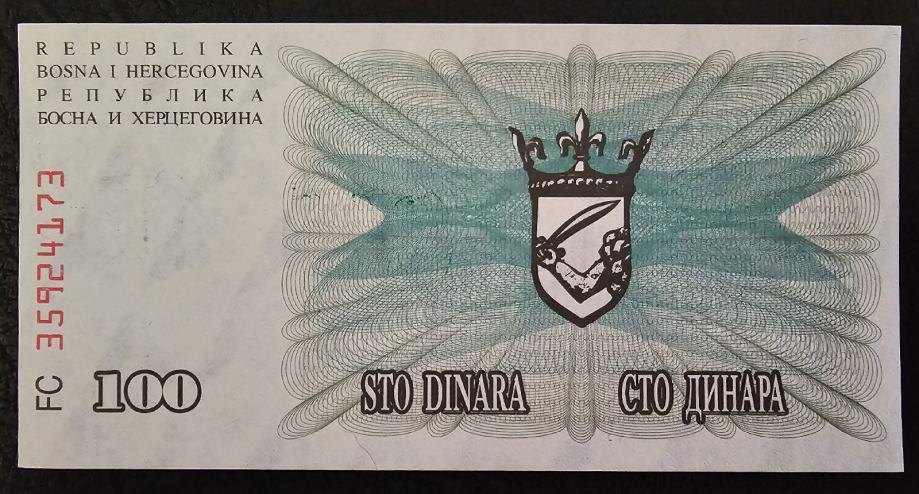 REPUBLIKA
BOSNA I HERCEGOVINA
РЕПУБЛИКА
БОСНА И ХЕРЦЕГОВИНА
FC 35924173
100
STO DINARA
СТО ДИНАРА